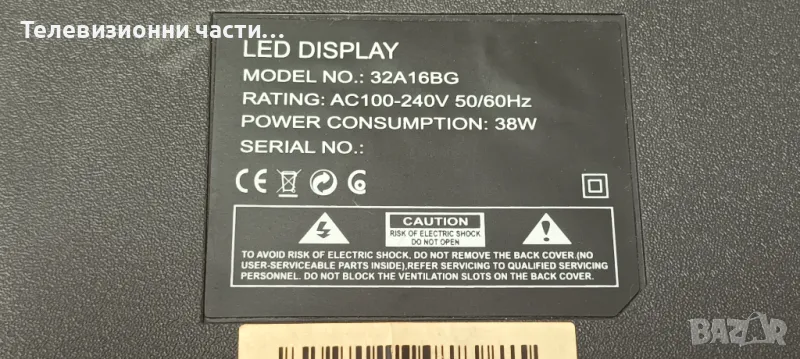 Телевизионни части...
LED DISPLAY
MODEL NO.: 32A16BG
RATING: AC100-240V 50/60Hz
POWER CONSUMPTION: 38W
SERIAL NO.:
CE
CAUTION
RISK OF ELECTRIC SHOCK
DO NOT OPEN
TO AVOID RISK OF ELECTRIC SHOCK, DO NOT REMOVE THE BACK COVER.(NO
USER-SERVICEABLE PARTS INSIDE),REFER SERVICING TO QUALIFIED SERVICING
PERSONNEL. DO NOT BLOCK THE VENTILATION SLOTS ON THE BACK COVER.
BAZAR